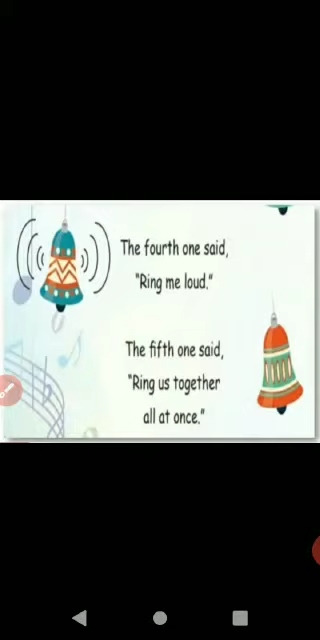 The fourth one said,
"Ring me loud."
The fifth one said,
"Ring us together
all at once."